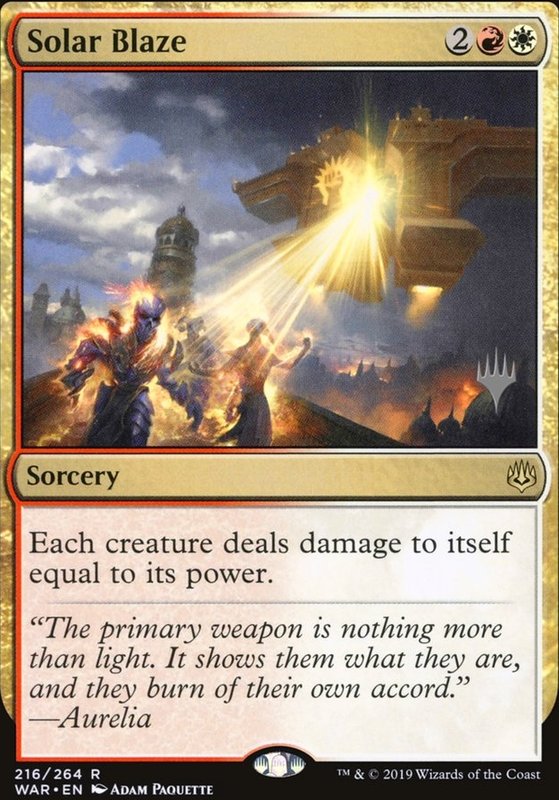 Solar Blaze
2
Sorcery
Each creature deals damage to itself
equal to its power.
“The primary weapon is nothing more
than light. It shows them what they are,
and they burn of their own accord.”
—Aurelia
216/264 R
WAR • EN Adam Paquette
™ & © 2019 Wizards of the Coast